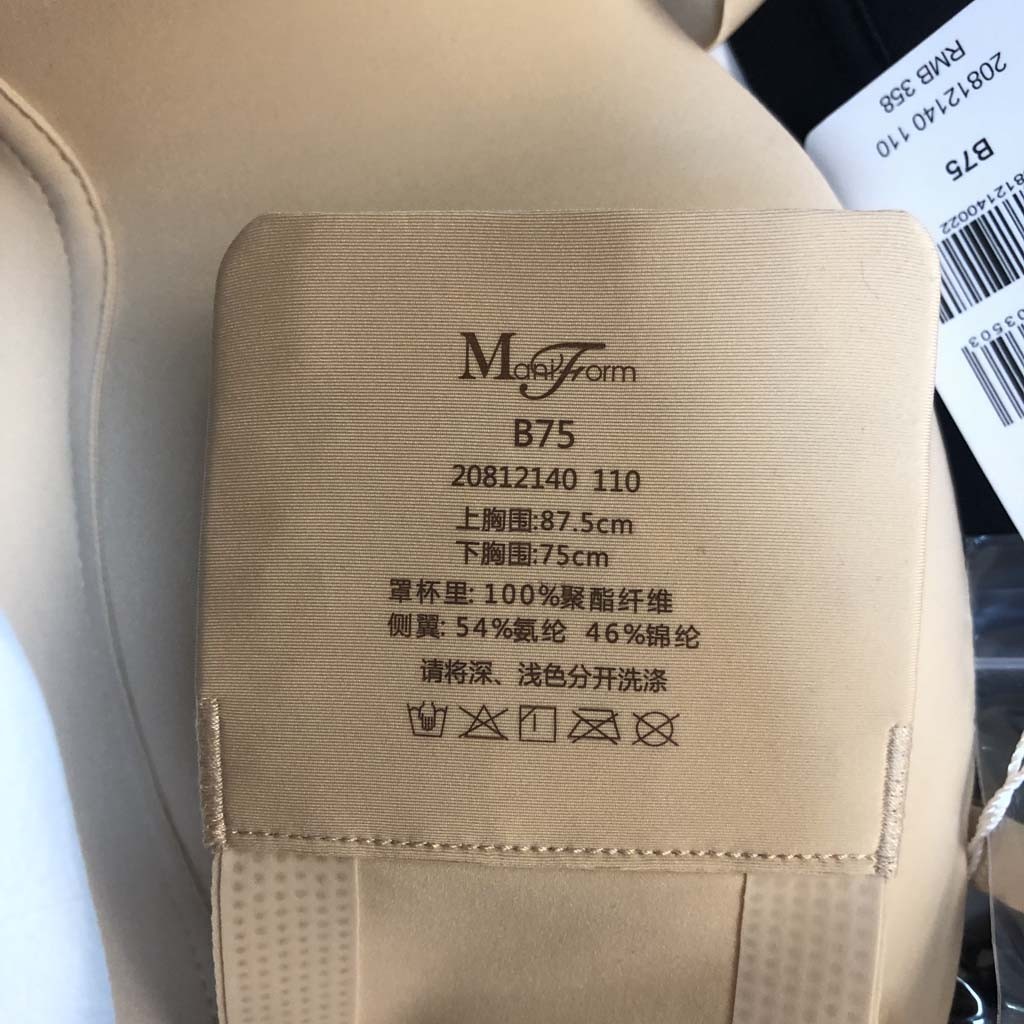 ManiForm
B75
20812140 110
上胸围:87.5cm
下胸围:75cm
罩杯里: 100%聚酯纤维
侧翼: 54%氨纶 46%锦纶
请将深、浅色分开洗涤
20812140 110
RMB 358
B75
812140022
03503